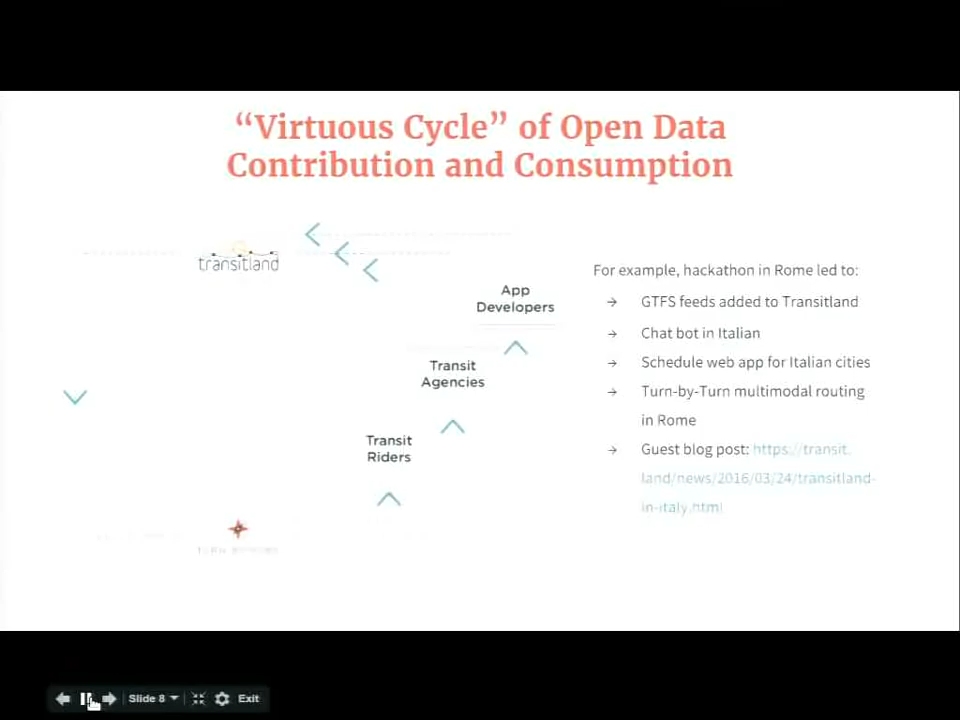 “Virtuous Cycle” of Open Data
Contribution and Consumption
transitland
For example, hackathon in Rome led to:
App
Developers
→ GTFS feeds added to Transitland
→ Chat bot in Italian
→ Schedule web app for Italian cities
Transit
Agencies
→ Turn-by-Turn multimodal routing
in Rome
Transit
Riders
→ Guest blog post: https://transit.
land/news/2016/03/24/transitland-
in-italy.html
Slide 8
Exit